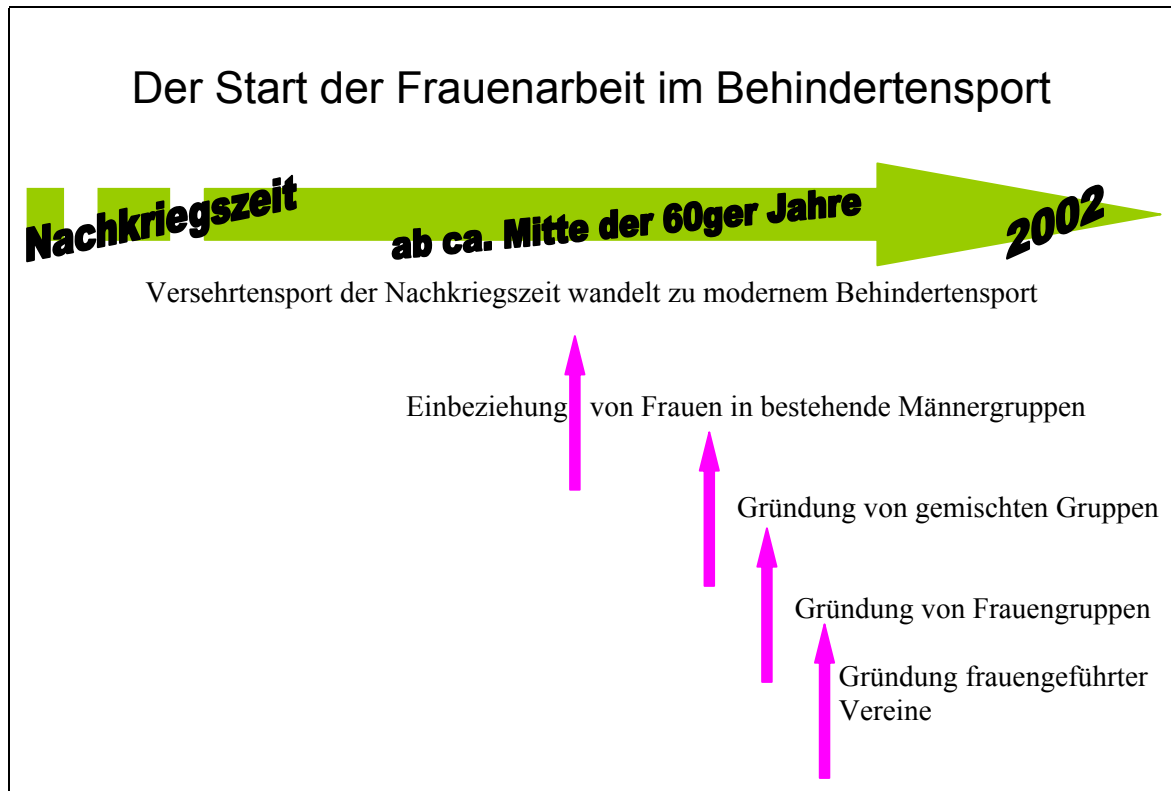 Der Start der Frauenarbeit im Behindertensport
Nachkriegszeit
ab ca. Mitte der 60ger Jahre
2002
Versehrtensport der Nachkriegszeit wandelt zu modernem Behindertensport
Einbeziehung von Frauen in bestehende Männergruppen
Gründung von gemischten Gruppen
Gründung von Frauengruppen
Gründung frauengeführter
Vereine